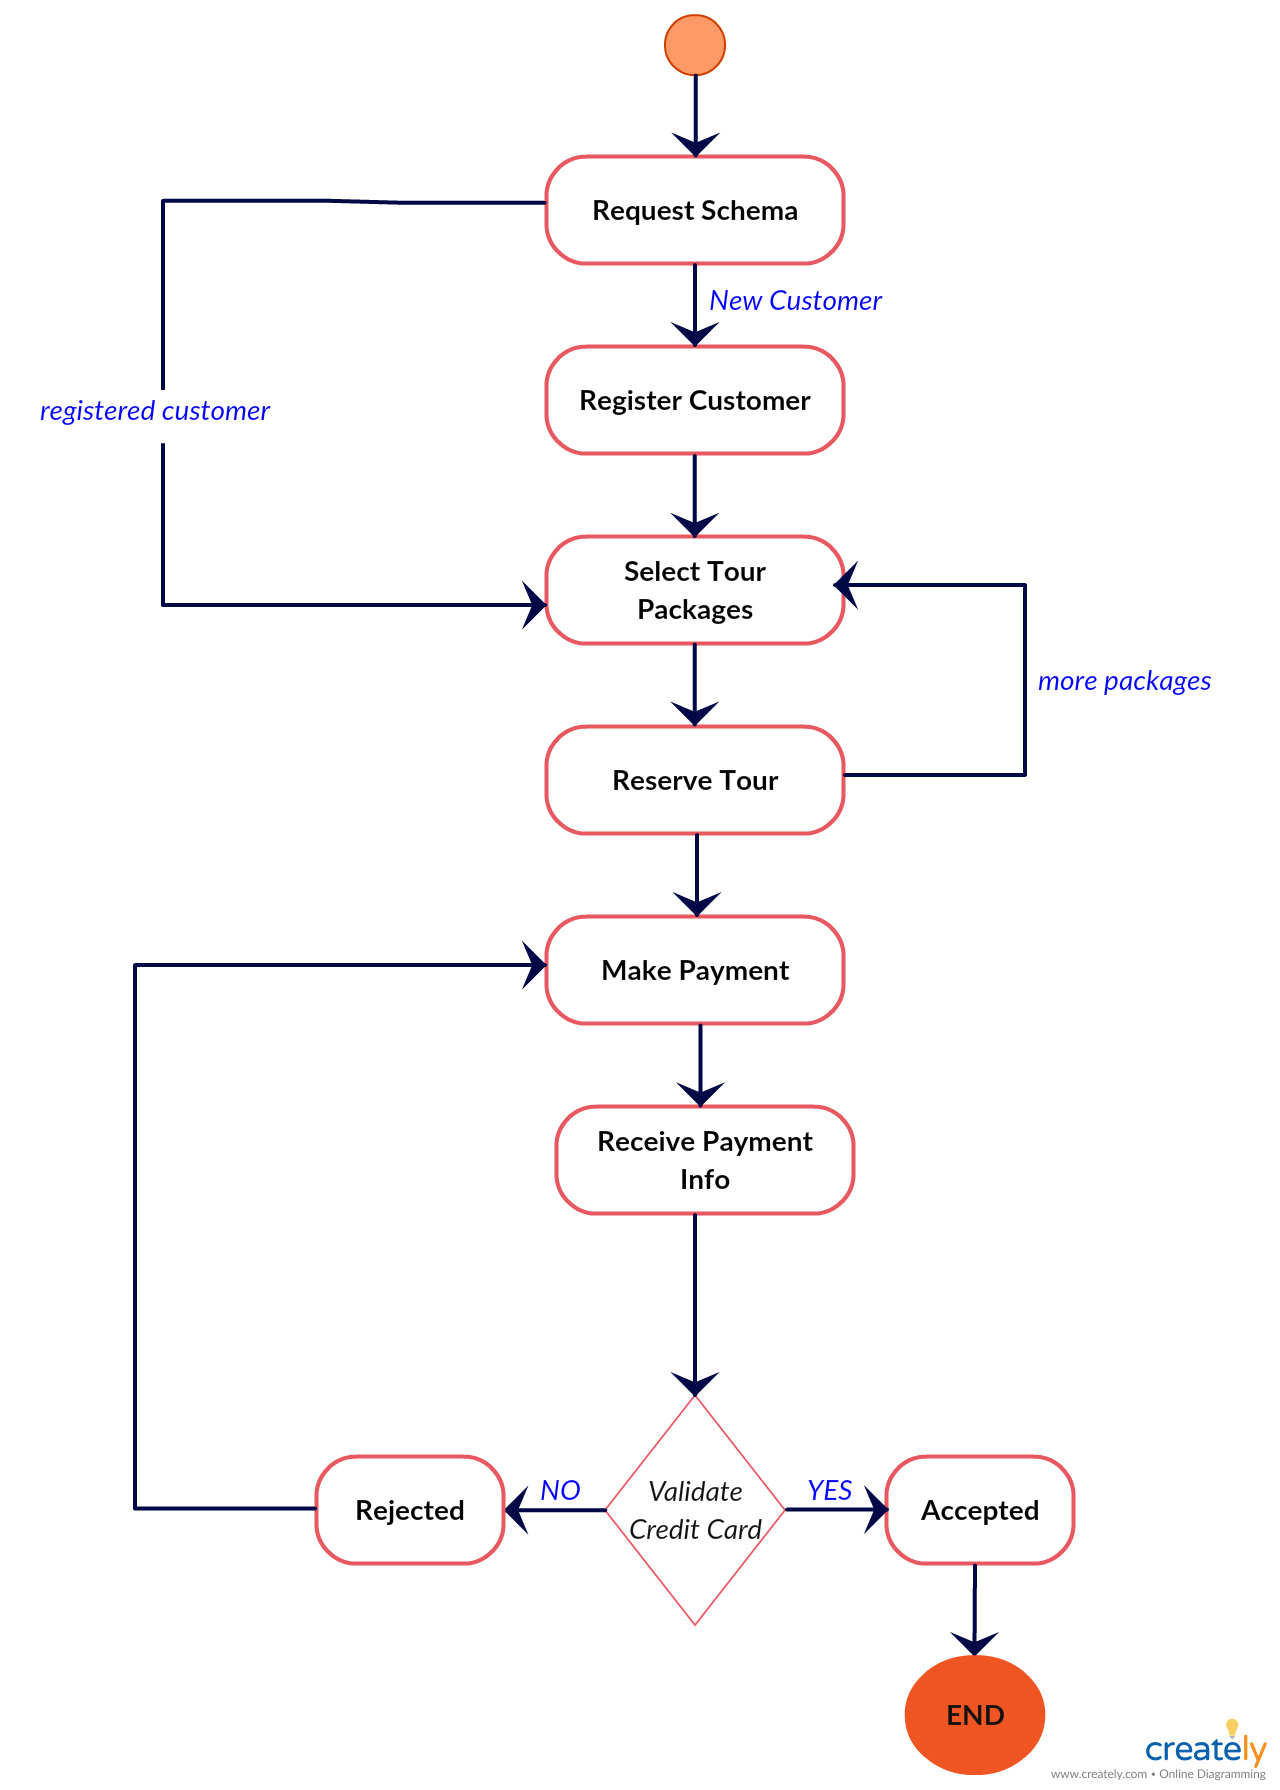 Request Schema
New Customer
Register Customer
registered customer
Select Tour
Packages
more packages
Reserve Tour
Make Payment
Receive Payment
Info
Rejected
NO
Validate
Credit Card
YES
Accepted
END
creately
www.creately.com • Online Diagramming